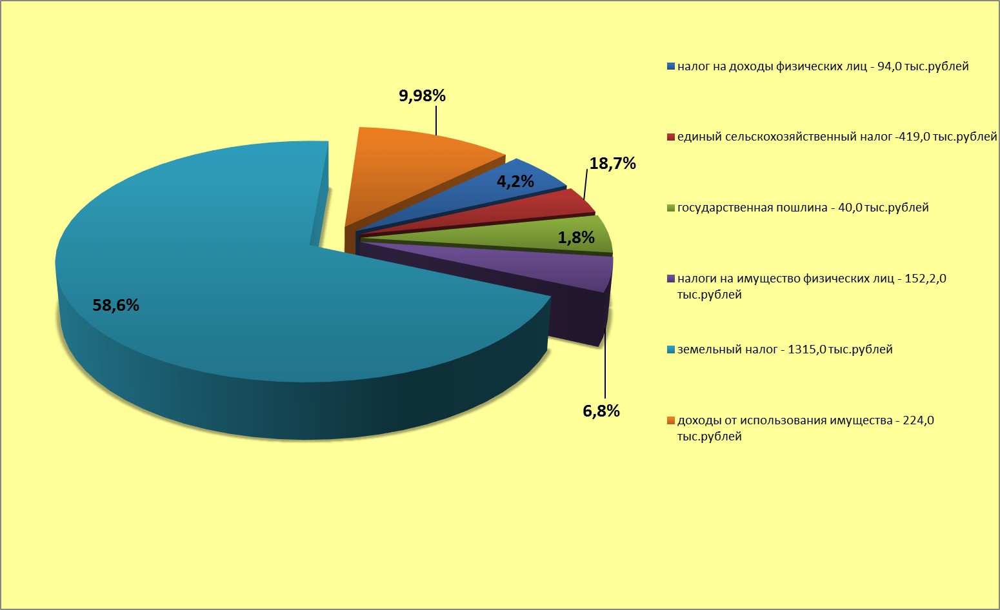 9,98%
18,7%
4,2%
1,8%
58,6%
6,8%
налог на доходы физических лиц - 94,0 тыс.рублей
единый сельскохозяйственный налог -419,0 тыс.рублей
государственная пошлина - 40,0 тыс.рублей
налоги на имущество физических лиц - 152,2,0
тыс.рублей
земельный налог - 1315,0 тыс.рублей
доходы от использования имущества - 224,0
тыс.рублей